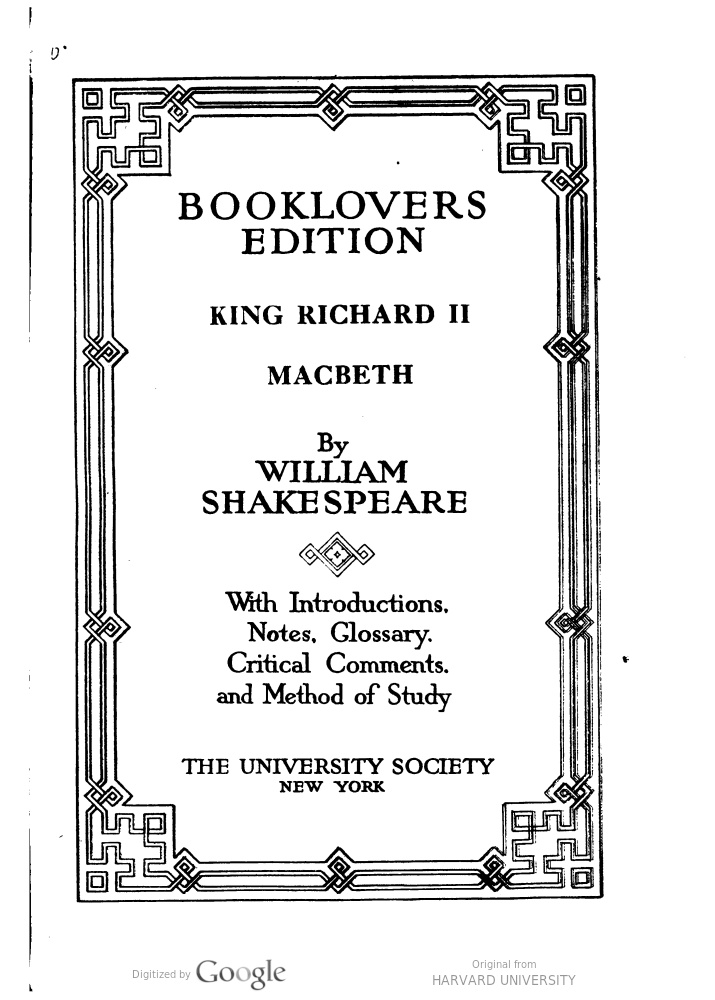 BOOKLOVERS
EDITION
KING RICHARD II
MACBETH
By
WILLIAM
SHAKESPEARE
With Introductions,
Notes, Glossary,
Critical Comments,
and Method of Study
THE UNIVERSITY SOCIETY
NEW YORK
Digitized by Google
Original from
HARVARD UNIVERSITY